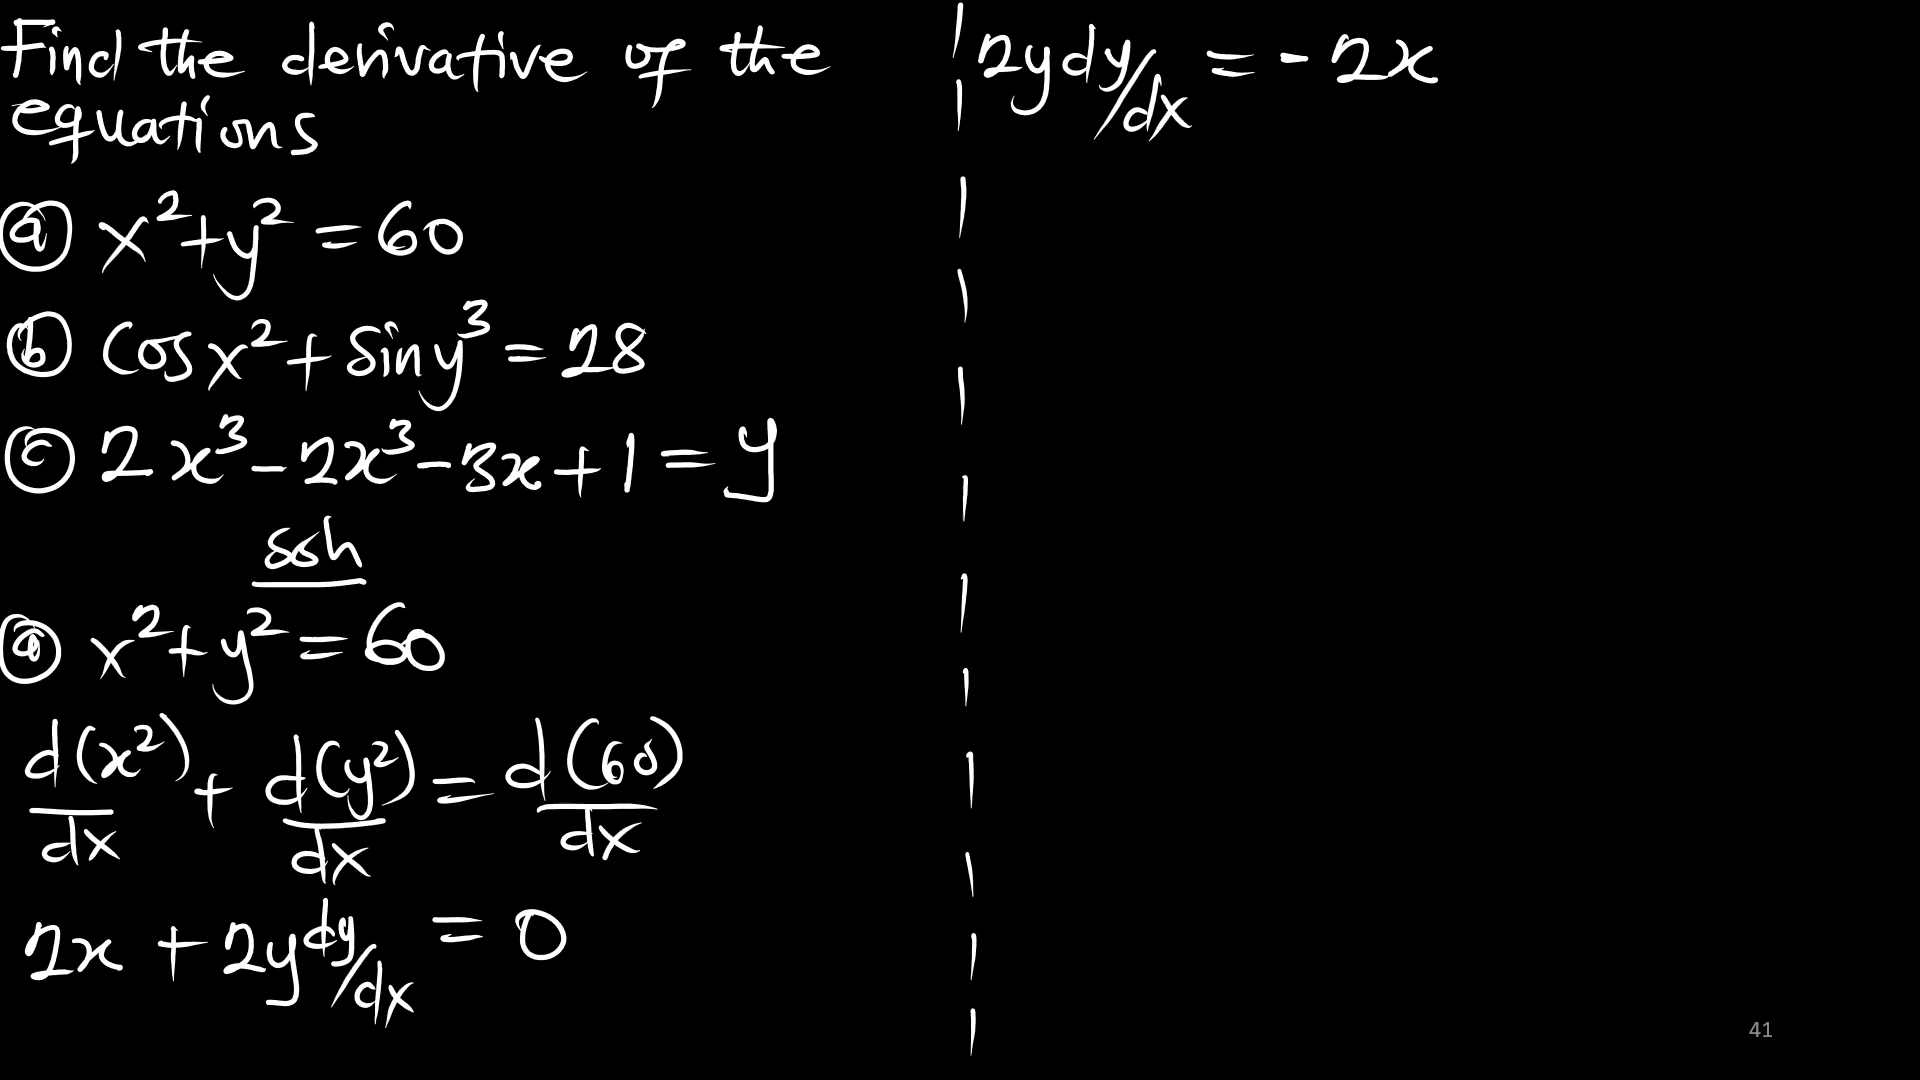 Find the derivative of the
equations
ⓐ x²+y² = 60
ⓑ Cos x² + Sin y³ = 28
ⓒ 2x³ - 2x³ - 3x + 1 = y
ssh
ⓐ x² + y² = 60
d(x²)/dx + d(y²)/dx = d(60)/dx
2x + 2y dy/dx = 0
2y dy/dx = - 2x
41